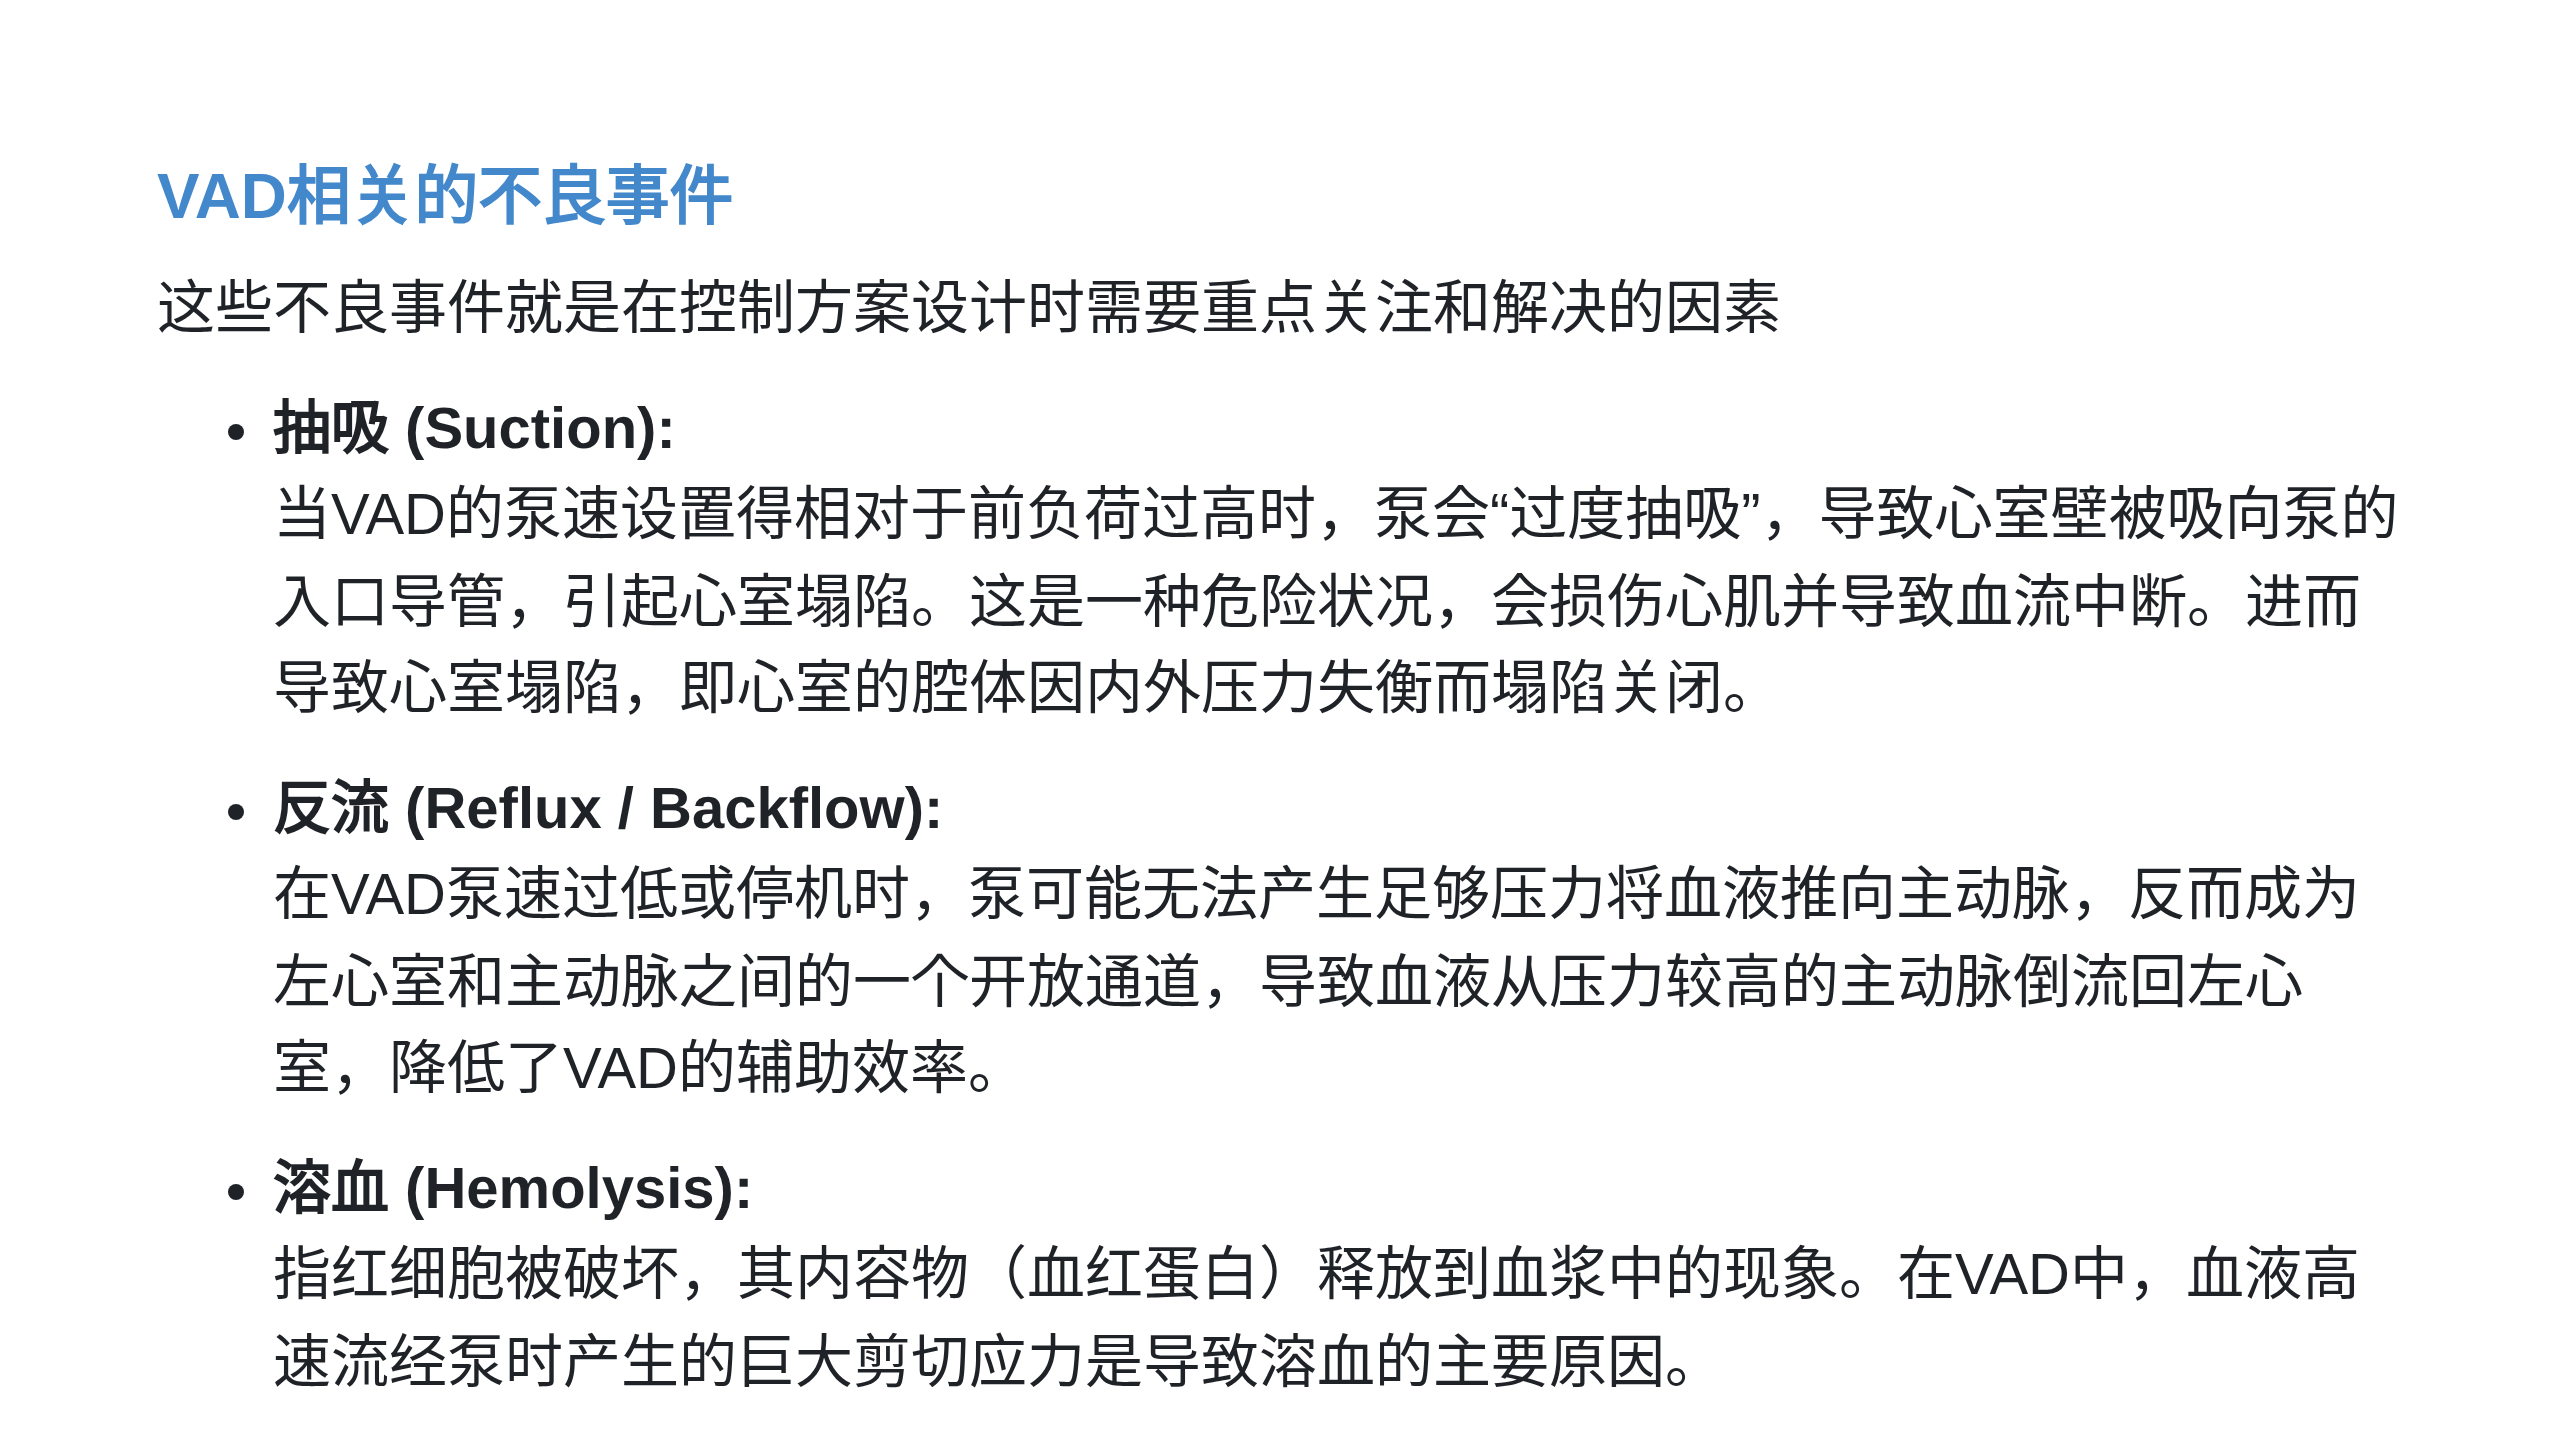 VAD相关的不良事件
这些不良事件就是在控制方案设计时需要重点关注和解决的因素
• 抽吸 (Suction):
当VAD的泵速设置得相对于前负荷过高时，泵会“过度抽吸”，导致心室壁被吸向泵的
入口导管，引起心室塌陷。这是一种危险状况，会损伤心肌并导致血流中断。进而
导致心室塌陷，即心室的腔体因内外压力失衡而塌陷关闭。
• 反流 (Reflux / Backflow):
在VAD泵速过低或停机时，泵可能无法产生足够压力将血液推向主动脉，反而成为
左心室和主动脉之间的一个开放通道，导致血液从压力较高的主动脉倒流回左心
室，降低了VAD的辅助效率。
• 溶血 (Hemolysis):
指红细胞被破坏，其内容物（血红蛋白）释放到血浆中的现象。在VAD中，血液高
速流经泵时产生的巨大剪切应力是导致溶血的主要原因。